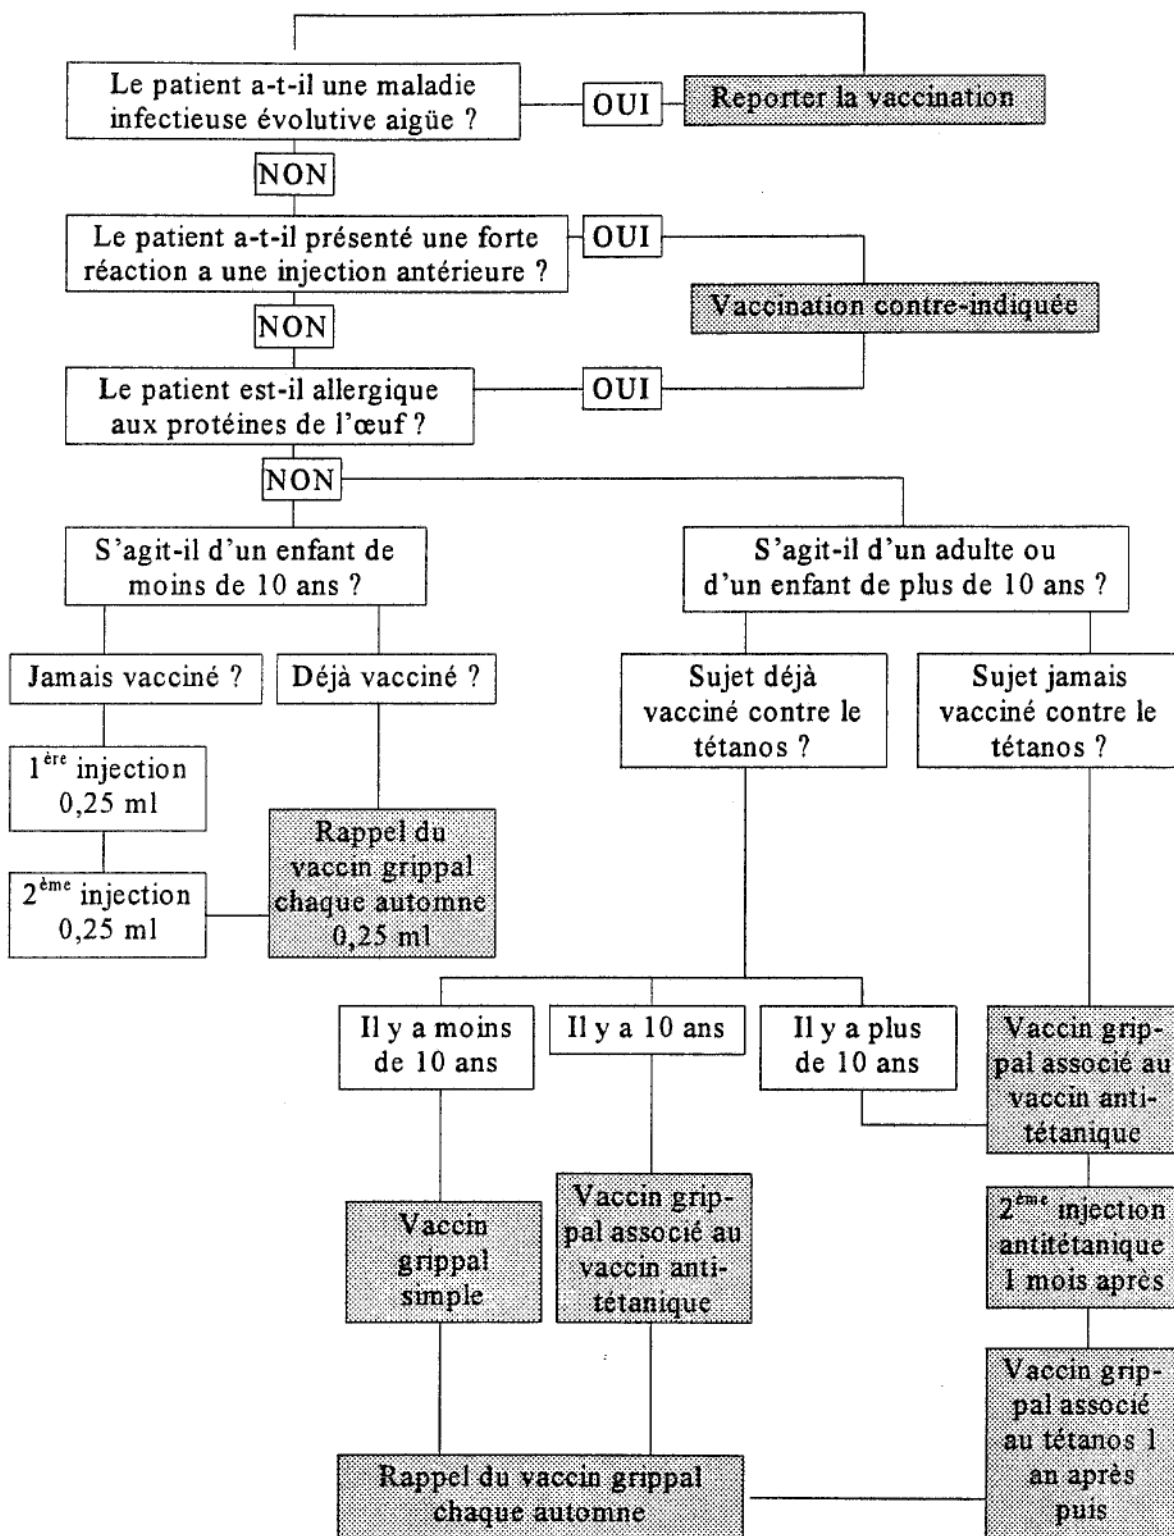 Le patient a-t-il une maladie
infectieuse évolutive aigüe ?
OUI
Reporter la vaccination
NON
Le patient a-t-il présenté une forte
réaction a une injection antérieure ?
OUI
Vaccination contre-indiquée
NON
Le patient est-il allergique
aux protéines de l'œuf ?
OUI
NON
S'agit-il d'un enfant de
moins de 10 ans ?
S'agit-il d'un adulte ou
d'un enfant de plus de 10 ans ?
Jamais vacciné ?
Déjà vacciné ?
Sujet déjà
vacciné contre le
tétanos ?
Sujet jamais
vacciné contre le
tétanos ?
1ère injection
0,25 ml
2ème injection
0,25 ml
Rappel du
vaccin grippal
chaque automne
0,25 ml
Il y a moins
de 10 ans
Il y a 10 ans
Il y a plus
de 10 ans
Vaccin grip-
pal associé au
vaccin anti-
tétanique
Vaccin
grippal
simple
Vaccin grip-
pal associé au
vaccin anti-
tétanique
2ème injection
antitétanique
1 mois après
Vaccin grip-
pal associé
au tétanos 1
an après
puis
Rappel du vaccin grippal
chaque automne